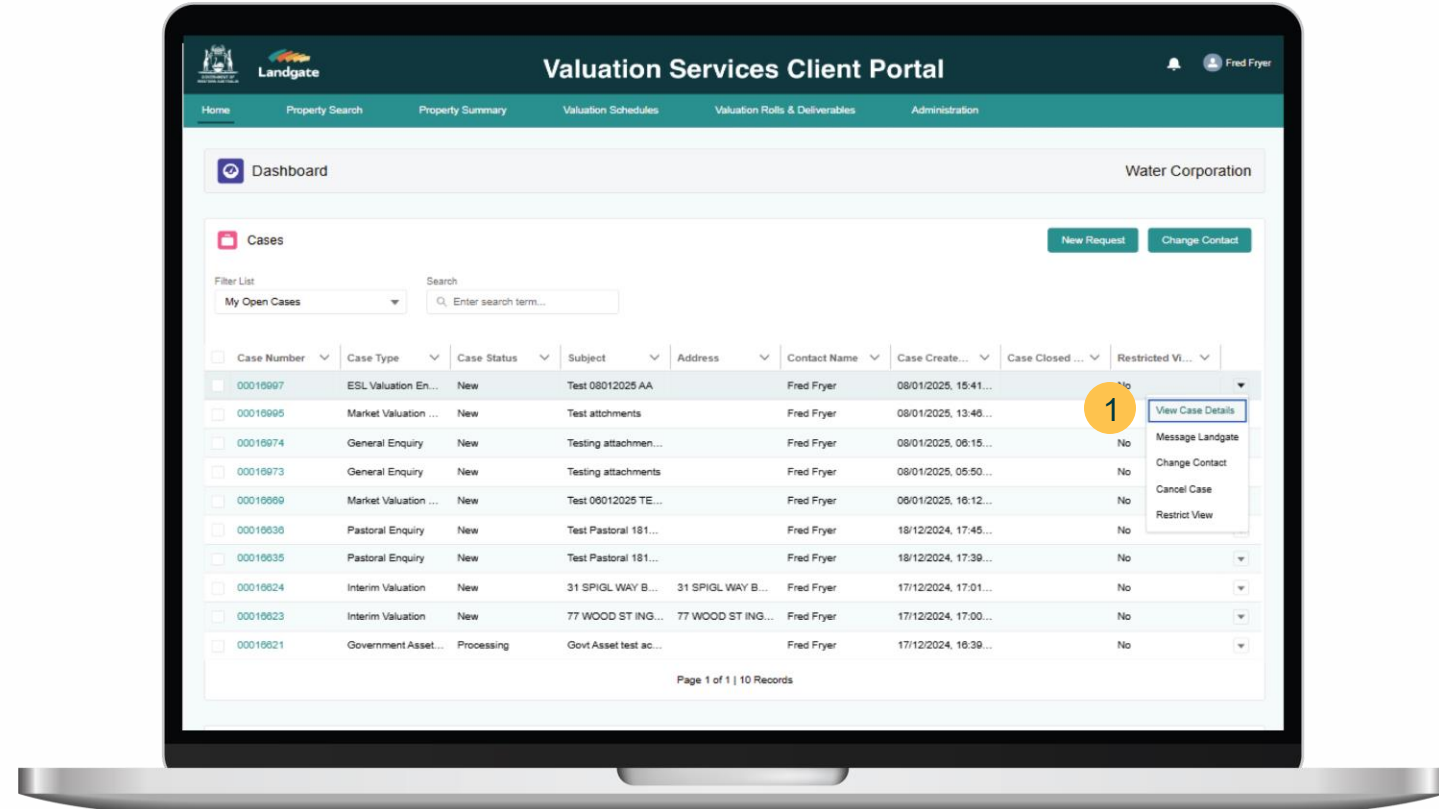 Landgate
Valuation Services Client Portal
Fred Fryer
Home Property Search Property Summary Valuation Schedules Valuation Rolls & Deliverables Administration
Dashboard Water Corporation
Cases New Request Change Contact
Filter List Search
My Open Cases Enter search term...
Case Number Case Type Case Status Subject Address Contact Name Case Create... Case Closed ... Restricted Vi...
00016997 ESL Valuation En... New Test 08012025 AA Fred Fryer 08/01/2025, 15:41... No
1 View Case Details
00016995 Market Valuation ... New Test attchments Fred Fryer 08/01/2025, 13:46...
00016974 General Enquiry New Testing attachmen... Fred Fryer 08/01/2025, 06:15... No
Message Landgate
Change Contact
00016973 General Enquiry New Testing attachments Fred Fryer 08/01/2025, 05:50... No
Cancel Case
00016669 Market Valuation ... New Test 06012025 TE... Fred Fryer 06/01/2025, 16:12... No
Restrict View
00016636 Pastoral Enquiry New Test Pastoral 181... Fred Fryer 18/12/2024, 17:45... No
00016635 Pastoral Enquiry New Test Pastoral 181... Fred Fryer 18/12/2024, 17:39... No
00016624 Interim Valuation New 31 SPIGL WAY B... 31 SPIGL WAY B... Fred Fryer 17/12/2024, 17:01... No
00016623 Interim Valuation New 77 WOOD ST ING... 77 WOOD ST ING... Fred Fryer 17/12/2024, 17:00... No
00016621 Government Asset... Processing Govt Asset test ac... Fred Fryer 17/12/2024, 16:39... No
Page 1 of 1 | 10 Records